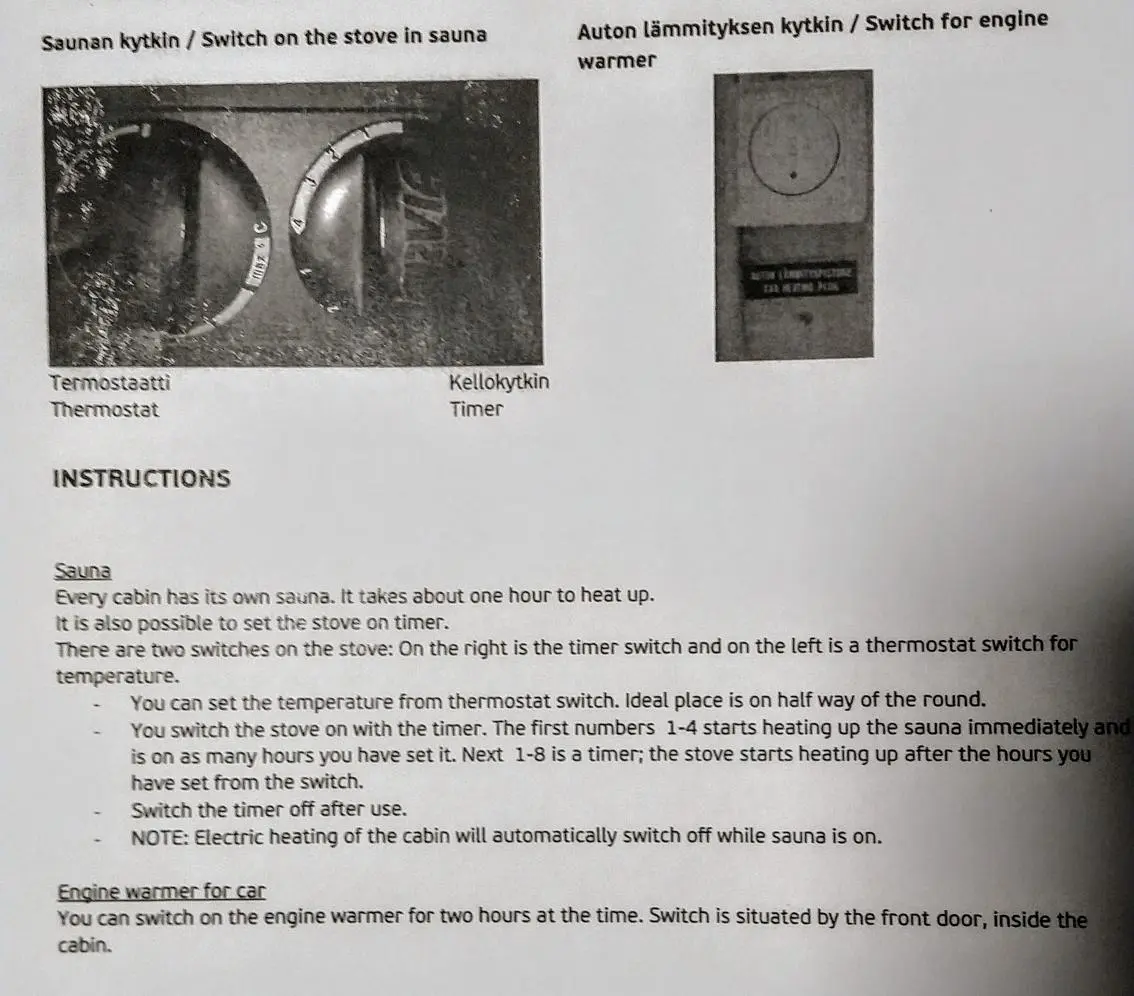 Saunan kytkin / Switch on the stove in sauna
Auton lämmityksen kytkin / Switch for engine
warmer
1
2
3
4
max °C
AUTON LÄMMITYSPISTOKE
CAR HEATING PLUG
Termostaatti
Thermostat
Kellokytkin
Timer
INSTRUCTIONS
Sauna
Every cabin has its own sauna. It takes about one hour to heat up.
It is also possible to set the stove on timer.
There are two switches on the stove: On the right is the timer switch and on the left is a thermostat switch for
temperature.
- You can set the temperature from thermostat switch. Ideal place is on half way of the round.
- You switch the stove on with the timer. The first numbers 1-4 starts heating up the sauna immediately and
is on as many hours you have set it. Next 1-8 is a timer; the stove starts heating up after the hours you
have set from the switch.
- Switch the timer off after use.
- NOTE: Electric heating of the cabin will automatically switch off while sauna is on.
Engine warmer for car
You can switch on the engine warmer for two hours at the time. Switch is situated by the front door, inside the
cabin.